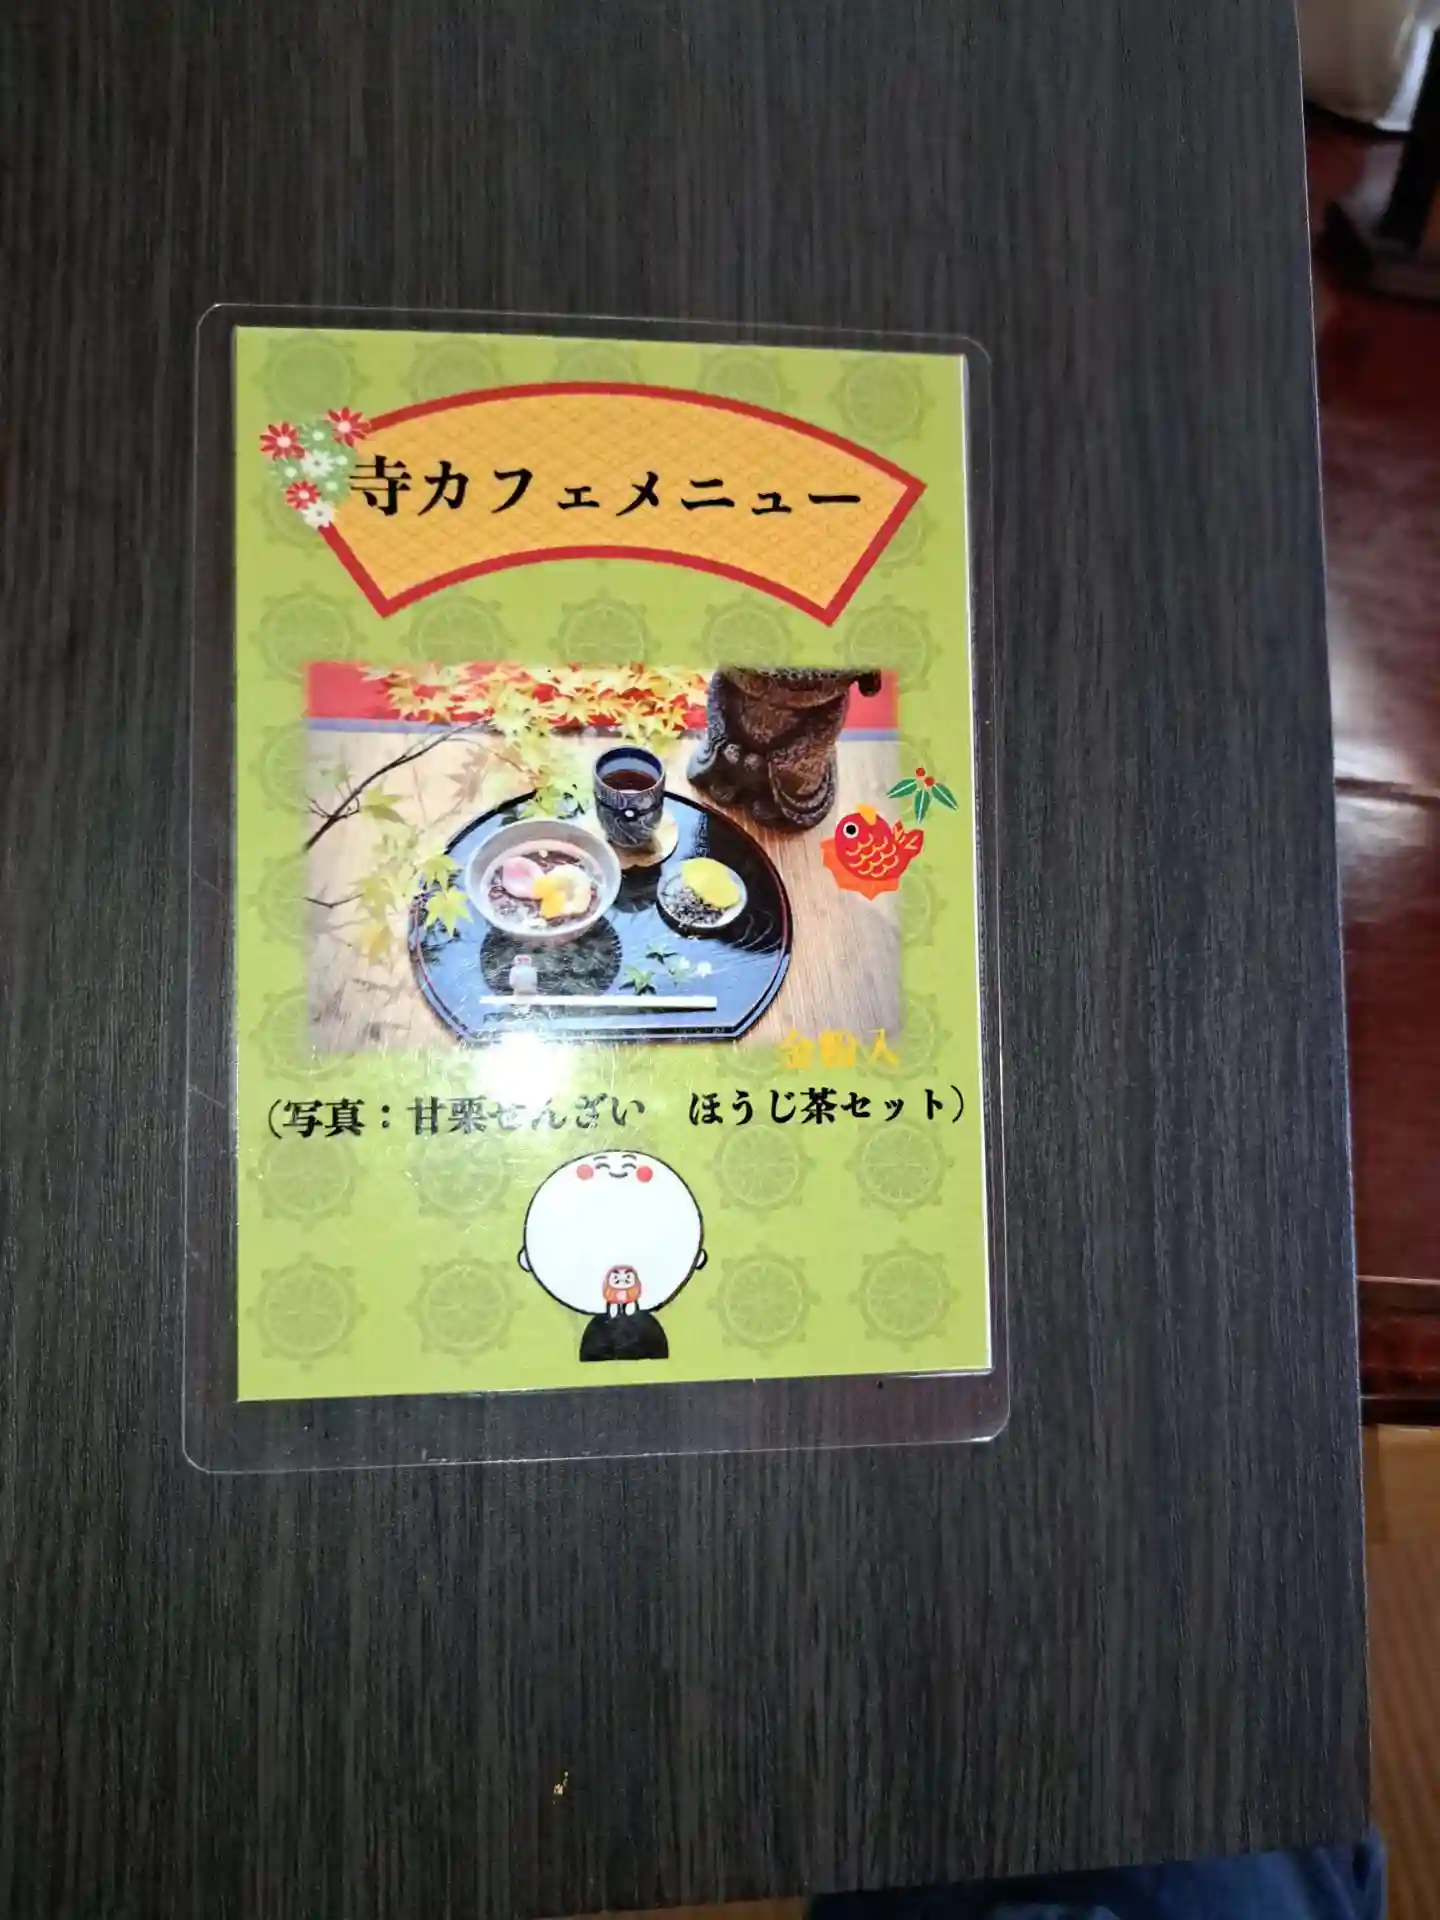 寺カフェメニュー
金粉入
（写真：甘栗ぜんざい　ほうじ茶セット）